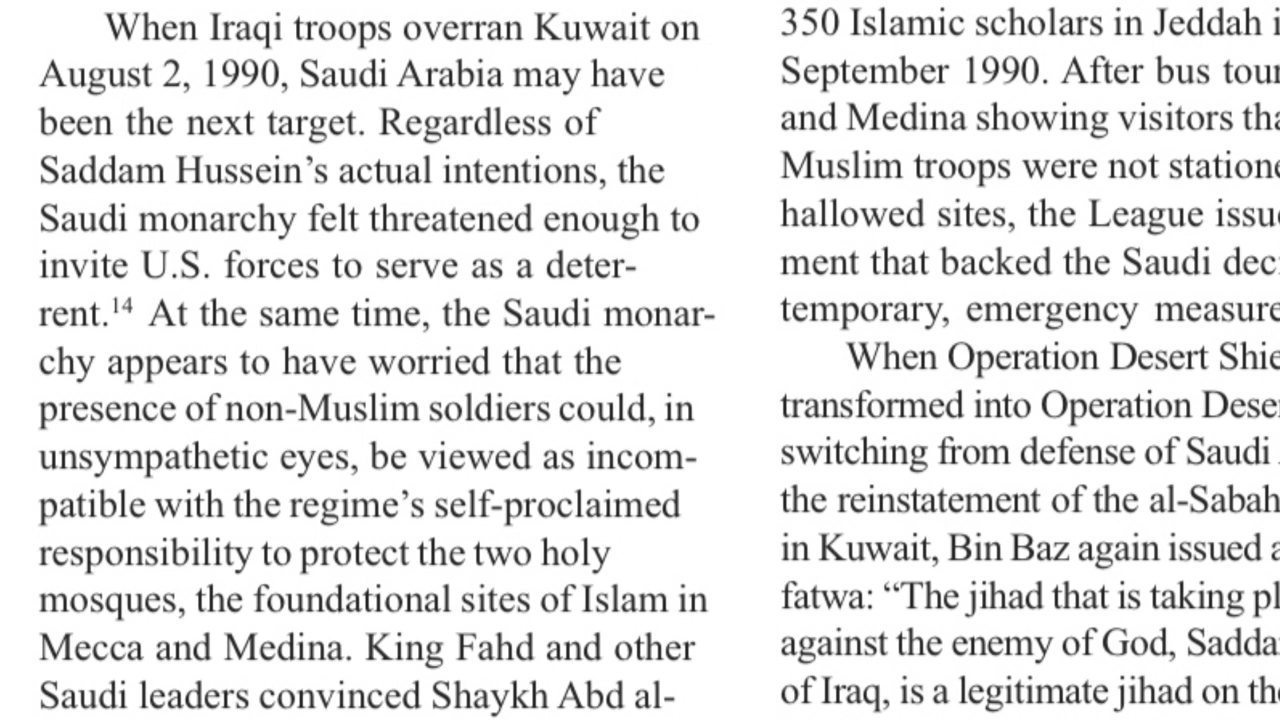 When Iraqi troops overran Kuwait on
August 2, 1990, Saudi Arabia may have
been the next target. Regardless of
Saddam Hussein’s actual intentions, the
Saudi monarchy felt threatened enough to
invite U.S. forces to serve as a deter-
rent.¹⁴ At the same time, the Saudi monar-
chy appears to have worried that the
presence of non-Muslim soldiers could, in
unsympathetic eyes, be viewed as incom-
patible with the regime’s self-proclaimed
responsibility to protect the two holy
mosques, the foundational sites of Islam in
Mecca and Medina. King Fahd and other
Saudi leaders convinced Shaykh Abd al-
350 Islamic scholars in Jeddah
September 1990. After bus
and Medina showing visitors
Muslim troops were not
hallowed sites, the League
ment that backed the Saudi
temporary, emergency
When Operation Desert
transformed into Operation
switching from defense of Saudi
the reinstatement of the al-Sabah
in Kuwait, Bin Baz again issued
fatwa: “The jihad that is taking
against the enemy of God,
of Iraq, is a legitimate jihad on